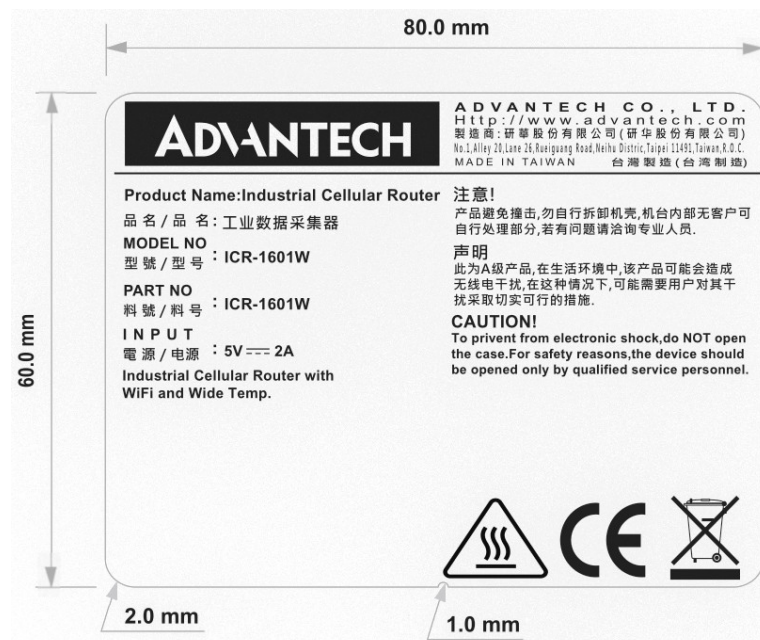 80.0 mm
ADVANTECH
ADVANTECH CO., LTD.
Http://www.advantech.com
製造商:研華股份有限公司(研华股份有限公司)
No.1,Alley 20,Lane 26,Rueiguang Road,Neihu Distric,Taipei 11491,Taiwan,R.O.C.
MADE IN TAIWAN 台灣製造(台湾制造)
Product Name:Industrial Cellular Router
品名/品 名:工业数据采集器
MODEL NO
型號/型号 : ICR-1601W
PART NO
料號/料号 : ICR-1601W
INPUT
電源/电源 : 5V⎓2A
Industrial Cellular Router with
WiFi and Wide Temp.
注意!
产品避免撞击,勿自行拆卸机壳,机台内部无客户可
自行处理部分,若有问题请洽询专业人员.
声明
此为A级产品,在生活环境中,该产品可能会造成
无线电干扰,在这种情况下,可能需要用户对其干
扰采取切实可行的措施.
CAUTION!
To privent from electronic shock,do NOT open
the case.For safety reasons,the device should
be opened only by qualified service personnel.
60.0 mm
CE
2.0 mm
1.0 mm